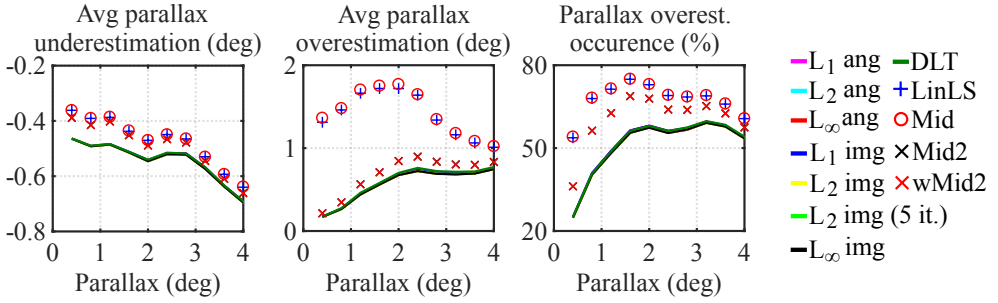 Avg parallax
underestimation (deg)
-0.2
-0.4
-0.6
-0.8
0 1 2 3 4
Parallax (deg)
Avg parallax
overestimation (deg)
2
1
0
0 1 2 3 4
Parallax (deg)
Parallax overest.
occurence (%)
80
50
20
1 2 3 4
Parallax (deg)
L₁ ang
L₂ ang
L∞ ang
L₁ img
L₂ img
L₂ img (5 it.)
L∞ img
DLT
LinLS
Mid
Mid2
wMid2